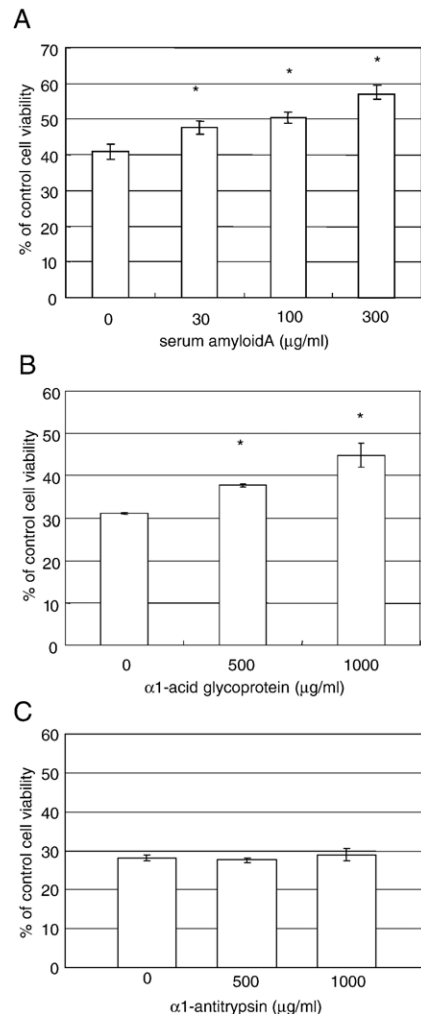 A
70
60
50
40
30
20
10
0
% of control cell viability
* * *
0 30 100 300
serum amyloidA (μg/ml)
B
60
50
40
30
20
10
0
% of control cell viability
* *
0 500 1000
α1-acid glycoprotein (μg/ml)
C
60
50
40
30
20
10
0
% of control cell viability
0 500 1000
α1-antitrypsin (μg/ml)